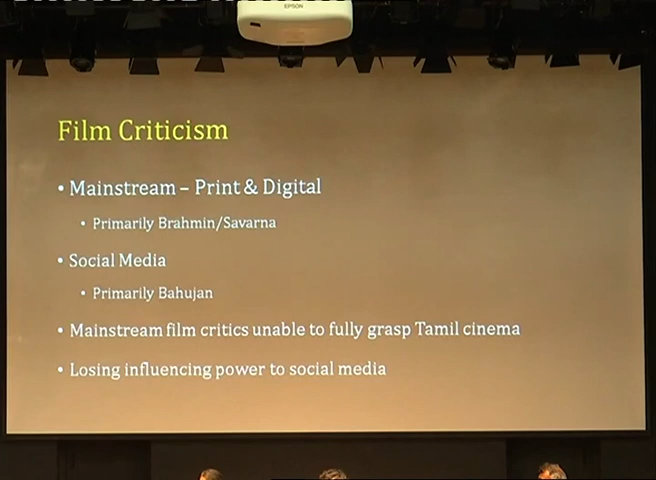 EPSON
Film Criticism
• Mainstream – Print & Digital
• Primarily Brahmin/Savarna
• Social Media
• Primarily Bahujan
• Mainstream film critics unable to fully grasp Tamil cinema
• Losing influencing power to social media